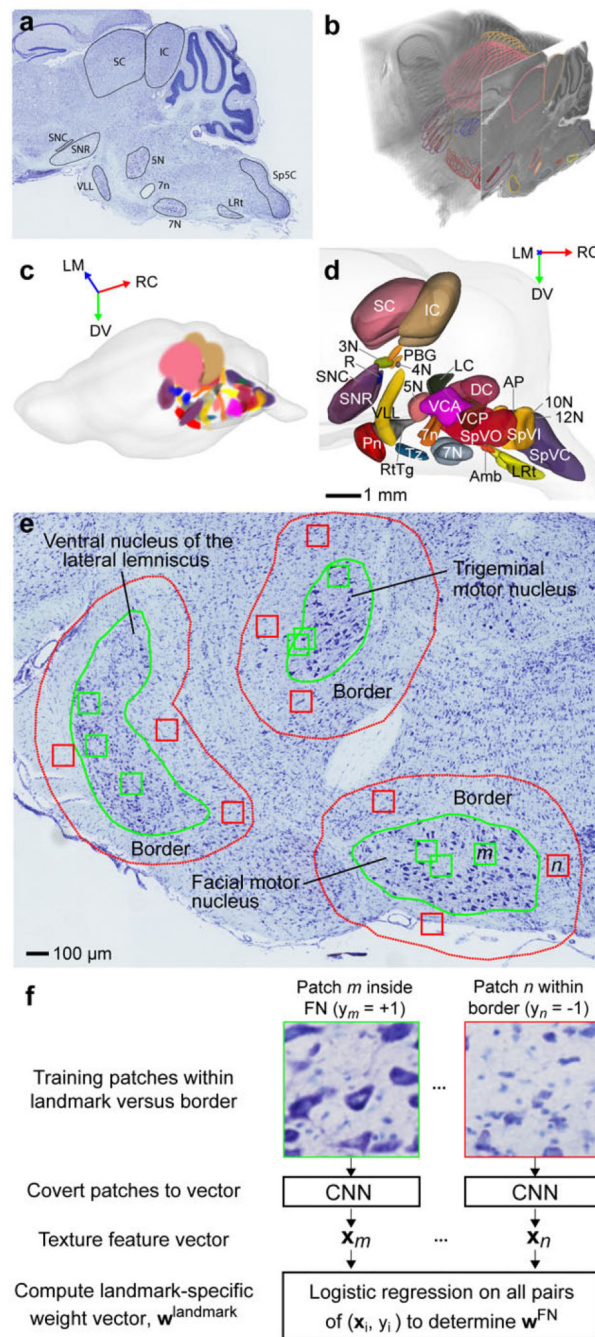 a
SC
IC
SNC
SNR
5N
VLL
7n
7N
LRt
Sp5C
b
c
LM
RC
DV
d
LM
RC
DV
SC
IC
3N
PBG
R
4N
LC
SNC
5N
DC
AP
SNR
VCA
10N
VLL
VCP
12N
SpVO
SpVI
Pn
7n
SpVC
Tz
7N
RtTg
Amb
LRt
1 mm
e
Ventral nucleus of the
lateral lemniscus
Trigeminal
motor nucleus
Border
Border
Border
m
n
Facial motor
nucleus
100 µm
f
Patch m inside
FN (ym = +1)
Patch n within
border (yn = -1)
Training patches within
landmark versus border
...
Covert patches to vector
CNN
CNN
Texture feature vector
xm
...
xn
Compute landmark-specific
weight vector, wlandmark
Logistic regression on all pairs
of (xi, yi ) to determine wFN